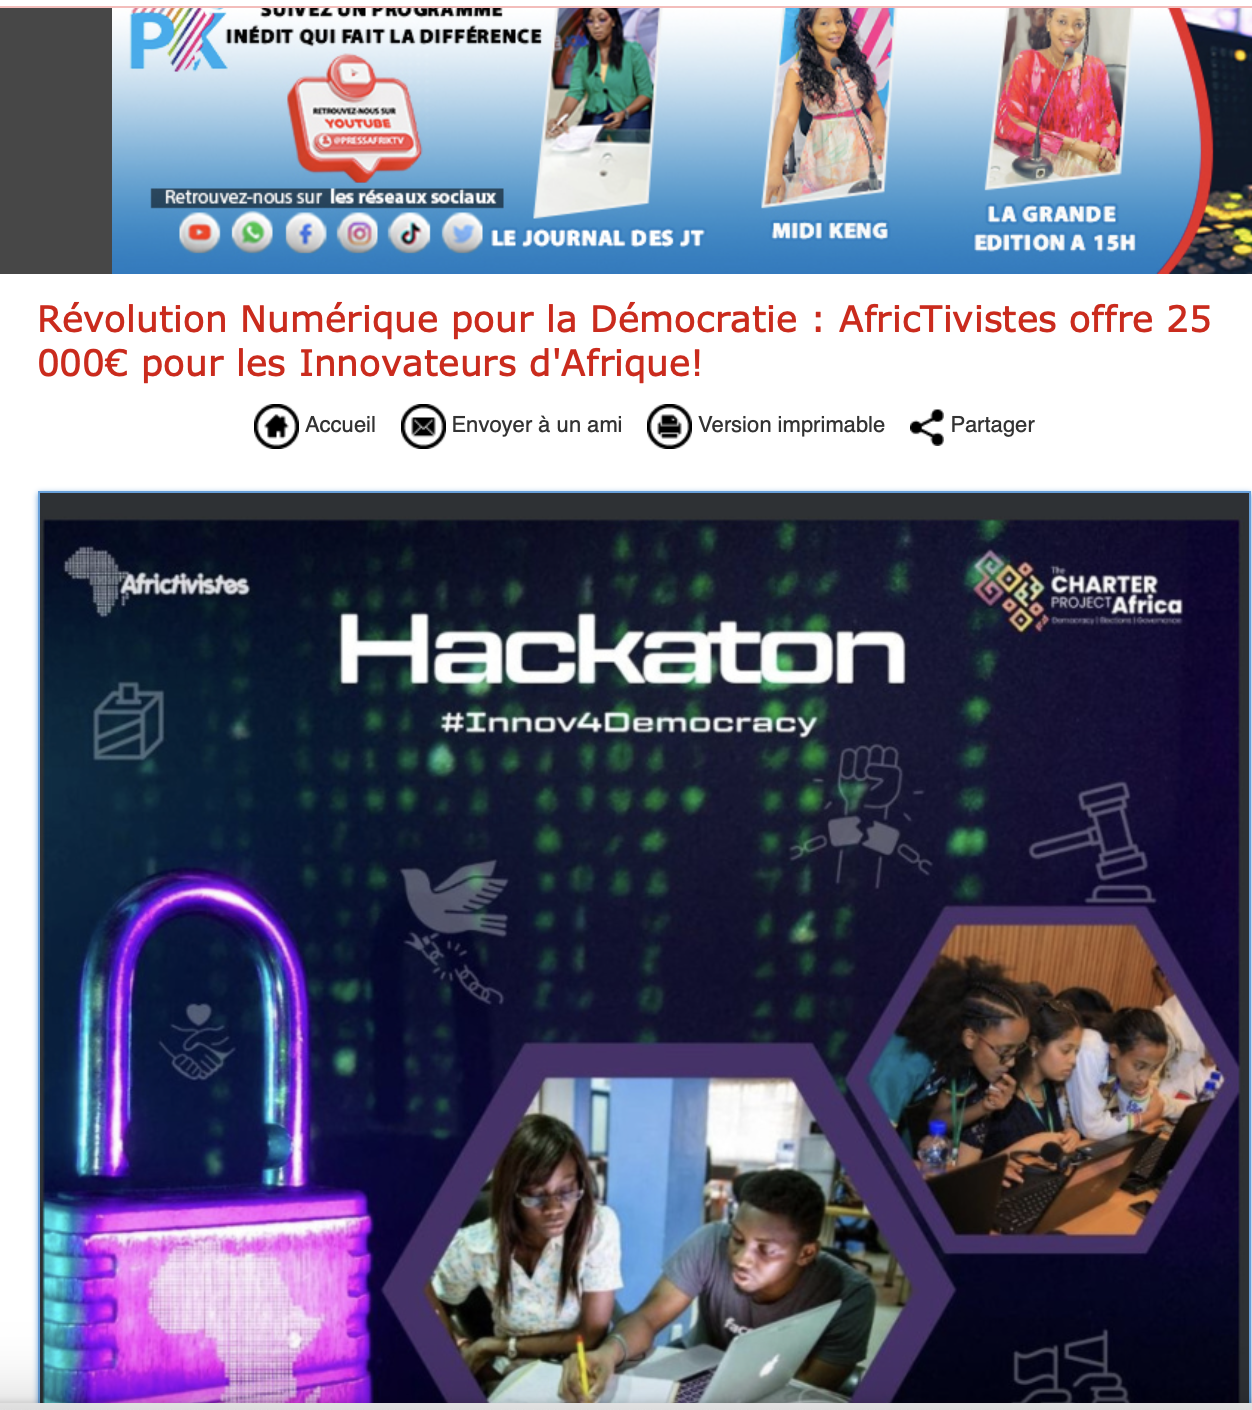 SUIVEZ UN PROGRAMME
PK INÉDIT QUI FAIT LA DIFFÉRENCE
RETROUVEZ-NOUS SUR
YOUTUBE
@PRESSAFRIKTV
Retrouvez-nous sur les réseaux sociaux
LE JOURNAL DES JT
MIDI KENG
LA GRANDE
EDITION A 15H
Révolution Numérique pour la Démocratie : AfricTivistes offre 25
000€ pour les Innovateurs d'Afrique!
Accueil Envoyer à un ami Version imprimable Partager
Africtivistes
The
CHARTER
PROJECT Africa
Democracy | Elections | Governance
Hackaton
#Innov4Democracy